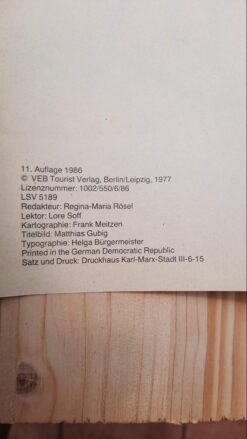 11. Auflage 1986
© VEB Tourist Verlag, Berlin/Leipzig, 1977
Lizenznummer: 1002/550/6/86
LSV 5189
Redakteur: Regina-Maria Rösel
Lektor: Lore Soff
Kartographie: Frank Meitzen
Titelbild: Matthias Gubig
Typographie: Helga Bürgermeister
Printed in the German Democratic Republic
Satz und Druck: Druckhaus Karl-Marx-Stadt III-6-15